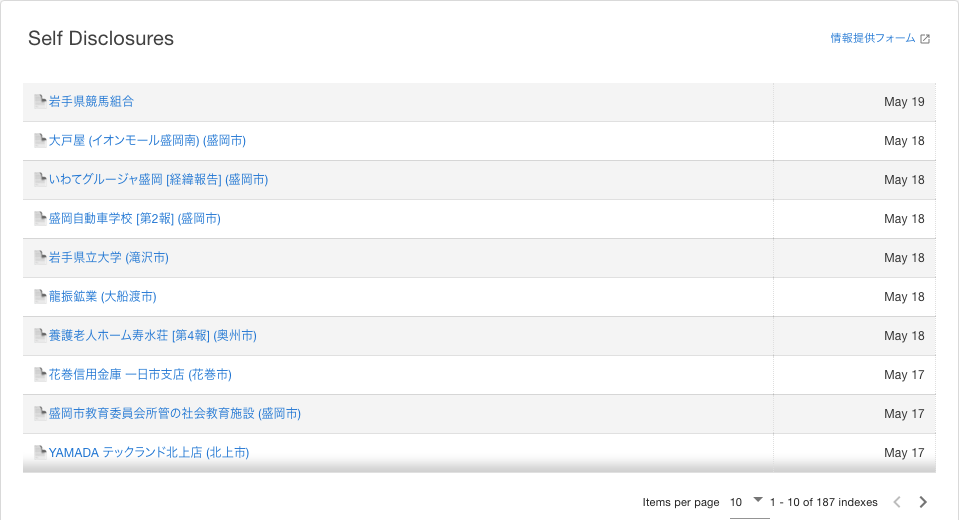 Self Disclosures
情報提供フォーム
岩手県競馬組合 May 19
大戸屋 (イオンモール盛岡南) (盛岡市) May 18
いわてグルージャ盛岡 [経緯報告] (盛岡市) May 18
盛岡自動車学校 [第2報] (盛岡市) May 18
岩手県立大学 (滝沢市) May 18
龍振鉱業 (大船渡市) May 18
養護老人ホーム寿水荘 [第4報] (奥州市) May 18
花巻信用金庫 一日市支店 (花巻市) May 17
盛岡市教育委員会所管の社会教育施設 (盛岡市) May 17
YAMADA テックランド北上店 (北上市) May 17
Items per page 10 1 - 10 of 187 indexes